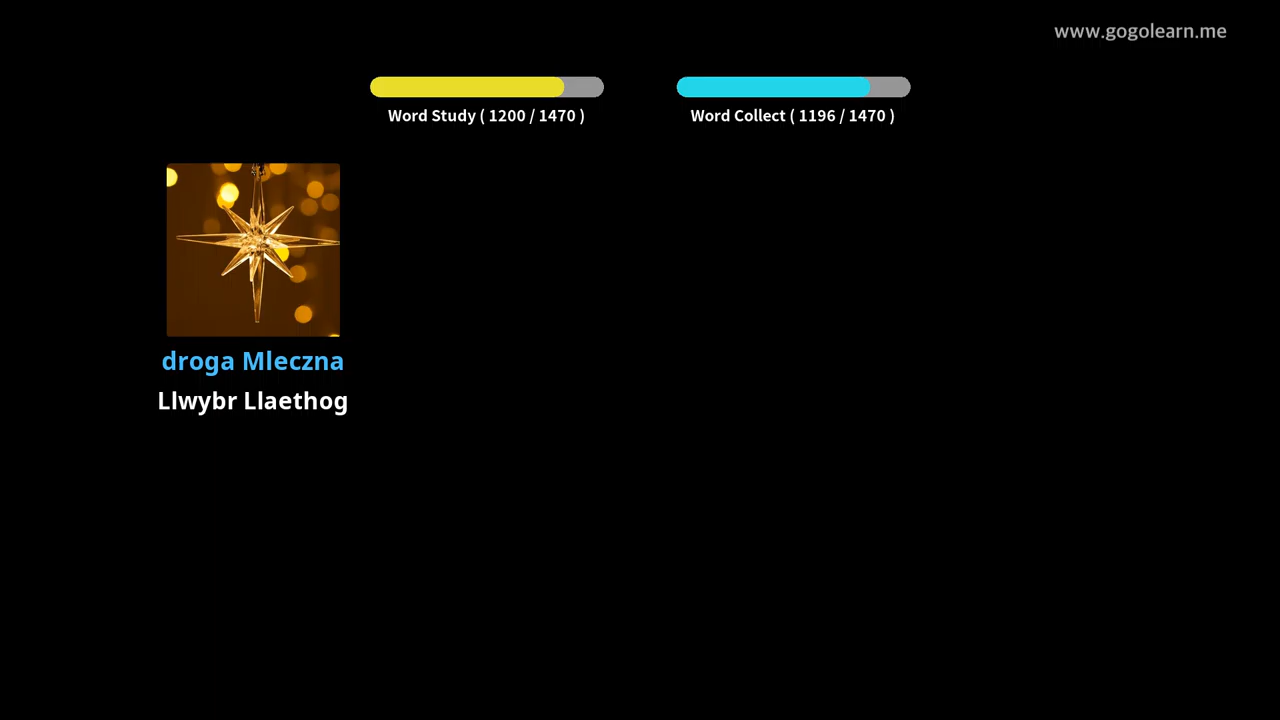 www.gogolearn.me
Word Study ( 1200 / 1470 )
Word Collect ( 1196 / 1470 )
droga Mleczna
Llwybr Llaethog